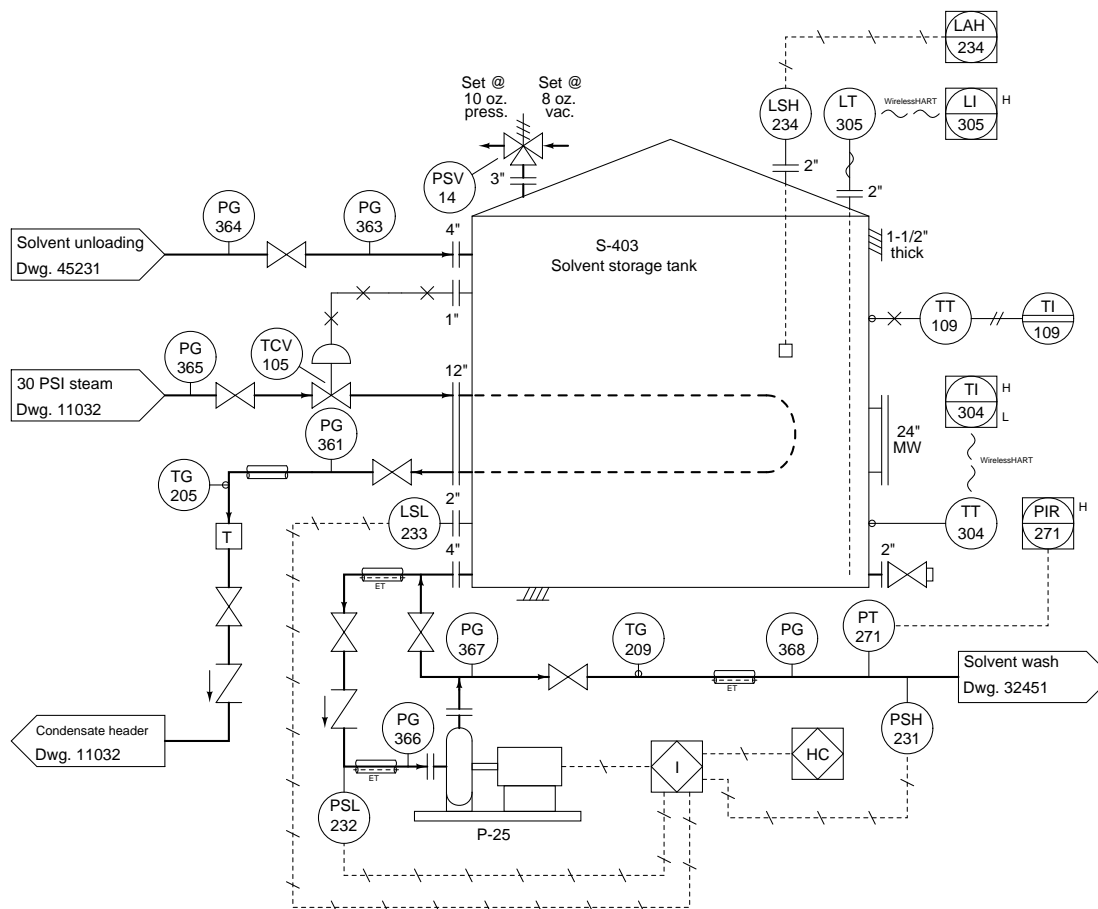 LAH
234
Set @
10 oz.
press.
Set @
8 oz.
vac.
LSH
234
LT
305
WirelessHART
LI
305
H
PSV
14
3"
2"
2"
PG
364
PG
363
4"
Solvent unloading
Dwg. 45231
S-403
Solvent storage tank
1-1/2"
thick
1"
TT
109
TI
109
PG
365
TCV
105
12"
30 PSI steam
Dwg. 11032
TI
304
H
L
PG
361
24"
MW
WirelessHART
TG
205
2"
LSL
233
TT
304
PIR
271
H
T
4"
2"
ET
PG
367
TG
209
PG
368
PT
271
ET
Solvent wash
Dwg. 32451
Condensate header
Dwg. 11032
PG
366
PSH
231
ET
I
HC
PSL
232
P-25